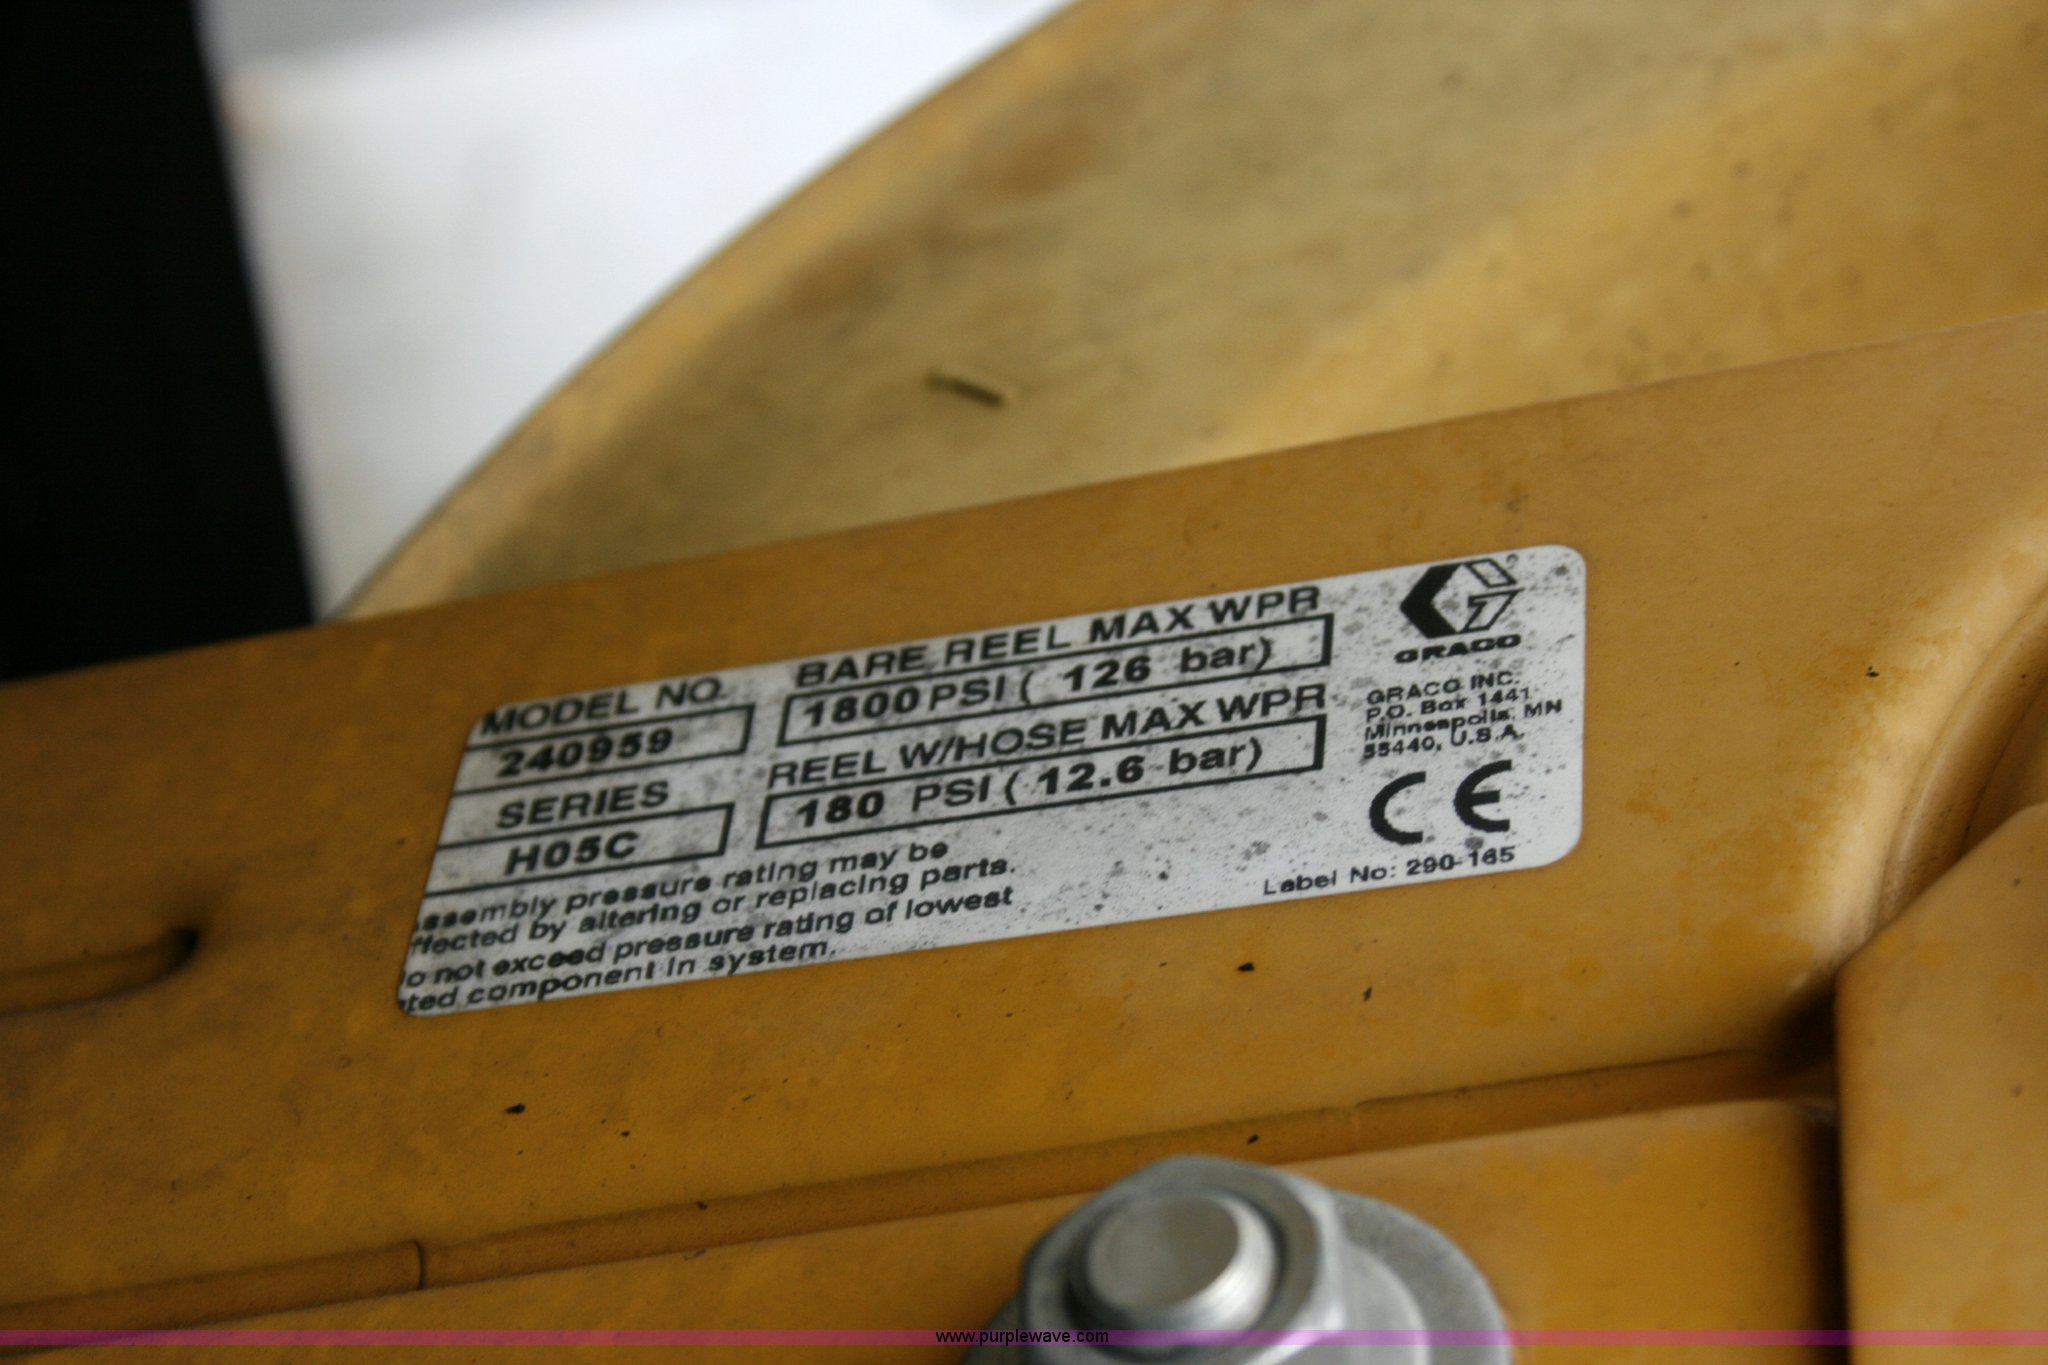 MODEL NO.
240959
SERIES
H05C
BARE REEL MAX WPR
1800 PSI ( 126 bar)
REEL W/HOSE MAX WPR
180 PSI ( 12.6 bar)
GRACO
GRACO INC.
P.O. Box 1441
Minneapolis, MN
55440, U.S.A.
CE
ssembly pressure rating may be
ffected by altering or replacing parts.
o not exceed pressure rating of lowest
ted component in system.
Label No: 290-165
www.purplewave.com